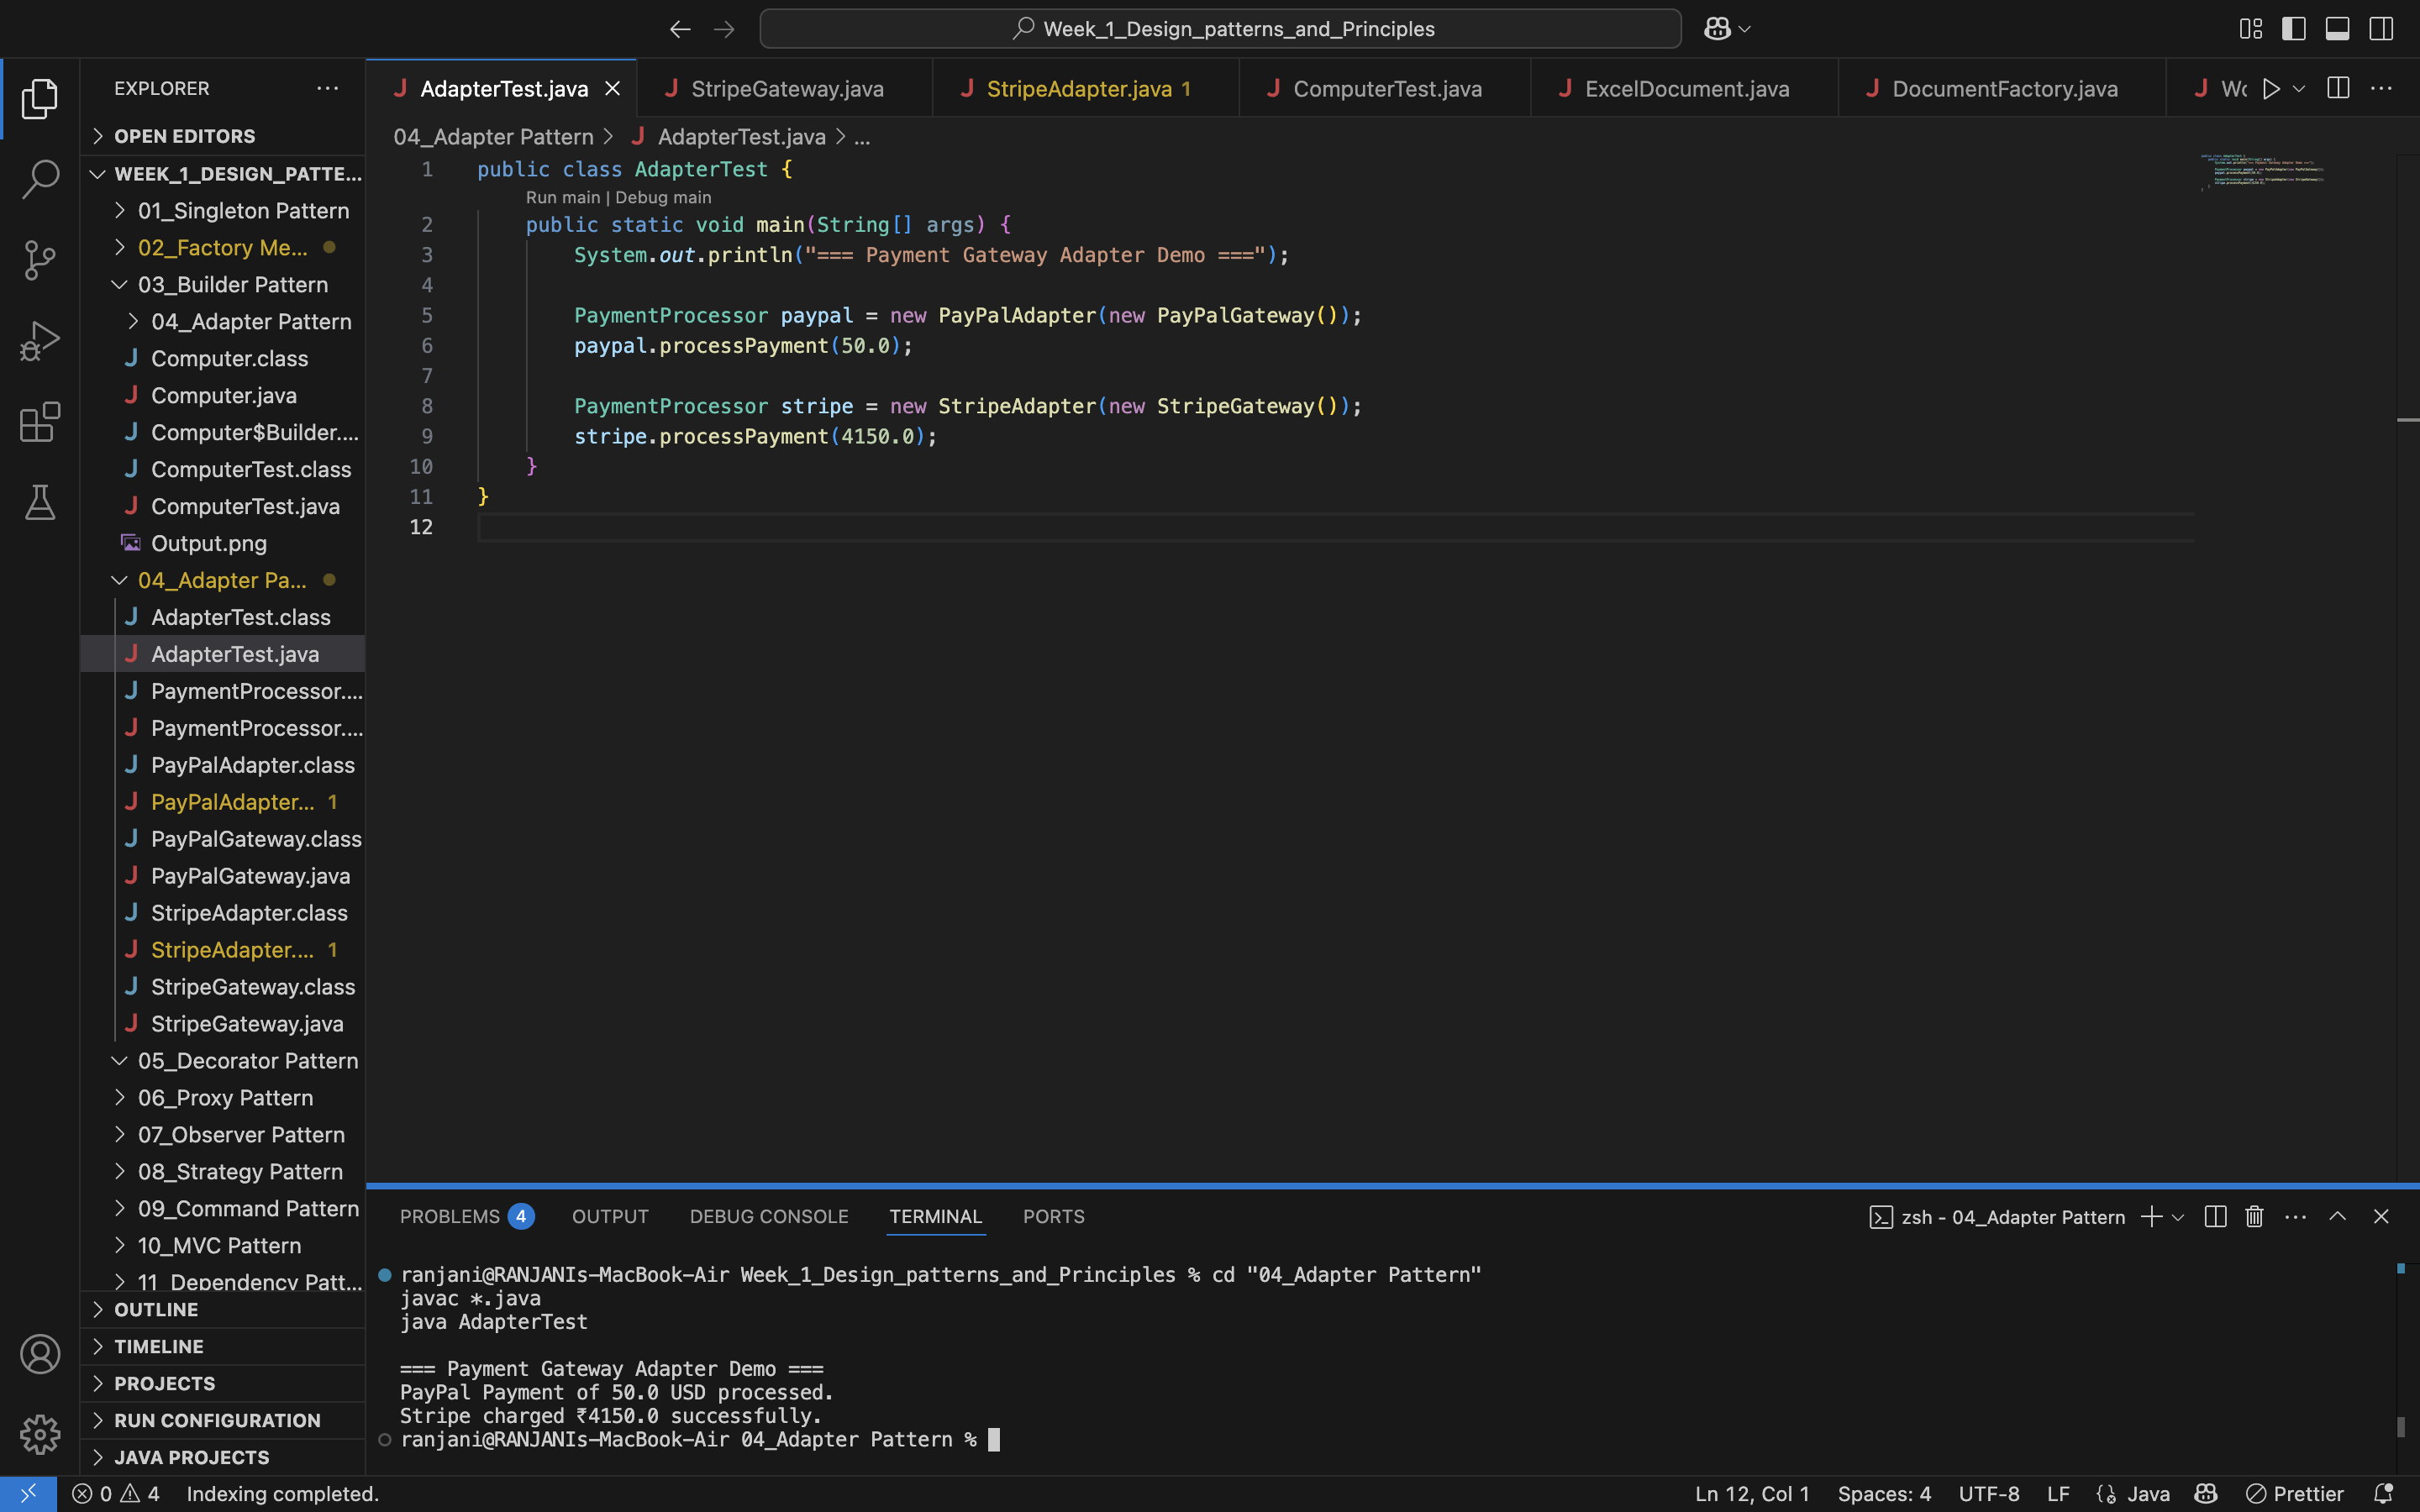 Week_1_Design_patterns_and_Principles
EXPLORER
OPEN EDITORS
WEEK_1_DESIGN_PATTE...
01_Singleton Pattern
02_Factory Me...
03_Builder Pattern
04_Adapter Pattern
Computer.class
Computer.java
Computer$Builder....
ComputerTest.class
ComputerTest.java
Output.png
04_Adapter Pa...
AdapterTest.class
AdapterTest.java
PaymentProcessor....
PaymentProcessor....
PayPalAdapter.class
PayPalAdapter... 1
PayPalGateway.class
PayPalGateway.java
StripeAdapter.class
StripeAdapter.... 1
StripeGateway.class
StripeGateway.java
05_Decorator Pattern
06_Proxy Pattern
07_Observer Pattern
08_Strategy Pattern
09_Command Pattern
10_MVC Pattern
11_Dependency Patt...
OUTLINE
TIMELINE
PROJECTS
RUN CONFIGURATION
JAVA PROJECTS
AdapterTest.java StripeGateway.java StripeAdapter.java 1 ComputerTest.java ExcelDocument.java DocumentFactory.java Wo
04_Adapter Pattern > AdapterTest.java > ...
1 public class AdapterTest {
Run main | Debug main
2 public static void main(String[] args) {
3 System.out.println("=== Payment Gateway Adapter Demo ===");
4
5 PaymentProcessor paypal = new PayPalAdapter(new PayPalGateway());
6 paypal.processPayment(50.0);
7
8 PaymentProcessor stripe = new StripeAdapter(new StripeGateway());
9 stripe.processPayment(4150.0);
10 }
11 }
12
PROBLEMS 4 OUTPUT DEBUG CONSOLE TERMINAL PORTS zsh - 04_Adapter Pattern
ranjani@RANJANIs-MacBook-Air Week_1_Design_patterns_and_Principles % cd "04_Adapter Pattern"
javac *.java
java AdapterTest
=== Payment Gateway Adapter Demo ===
PayPal Payment of 50.0 USD processed.
Stripe charged ₹4150.0 successfully.
ranjani@RANJANIs-MacBook-Air 04_Adapter Pattern %
0 4 Indexing completed. Ln 12, Col 1 Spaces: 4 UTF-8 LF Java Prettier